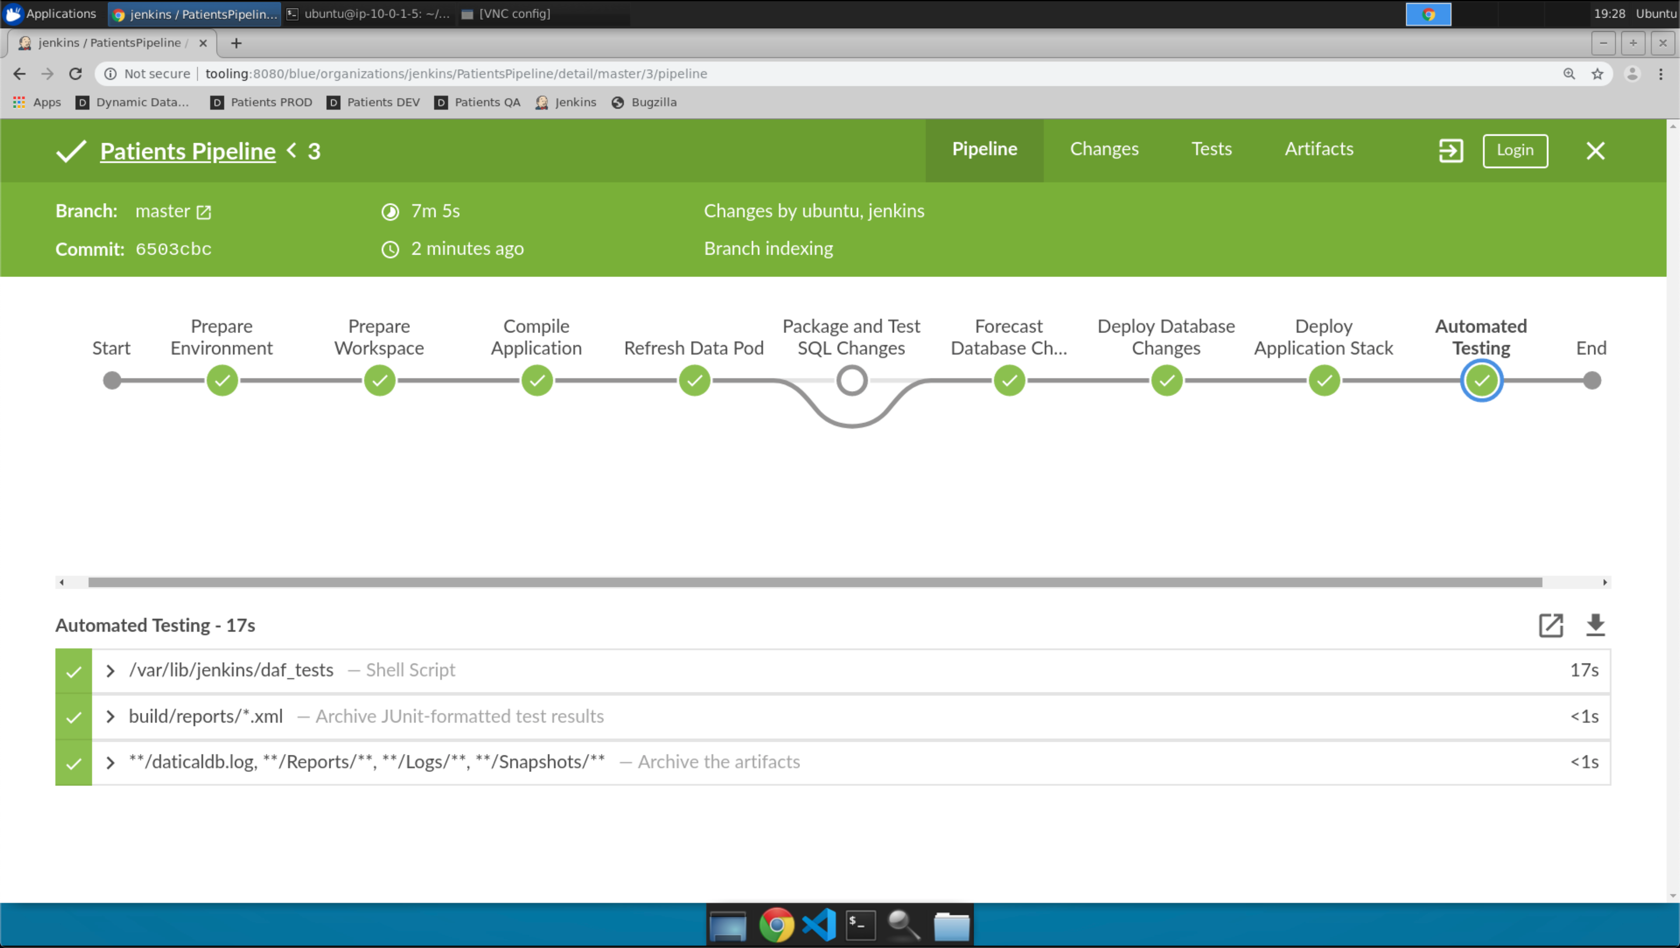 Applications jenkins / PatientsPipelin... ubuntu@ip-10-0-1-5: ~/... [VNC config] 19:28 Ubuntu
jenkins / PatientsPipeline /
Not secure tooling:8080/blue/organizations/jenkins/PatientsPipeline/detail/master/3/pipeline
Apps Dynamic Data... Patients PROD Patients DEV Patients QA Jenkins Bugzilla
Patients Pipeline < 3 Pipeline Changes Tests Artifacts Login
Branch: master 7m 5s Changes by ubuntu, jenkins
Commit: 6503cbc 2 minutes ago Branch indexing
Start
Prepare
Environment
Prepare
Workspace
Compile
Application
Refresh Data Pod
Package and Test
SQL Changes
Forecast
Database Ch...
Deploy Database
Changes
Deploy
Application Stack
Automated
Testing
End
Automated Testing - 17s
/var/lib/jenkins/daf_tests — Shell Script 17s
build/reports/*.xml — Archive JUnit-formatted test results <1s
**/daticaldb.log, **/Reports/**, **/Logs/**, **/Snapshots/** — Archive the artifacts <1s